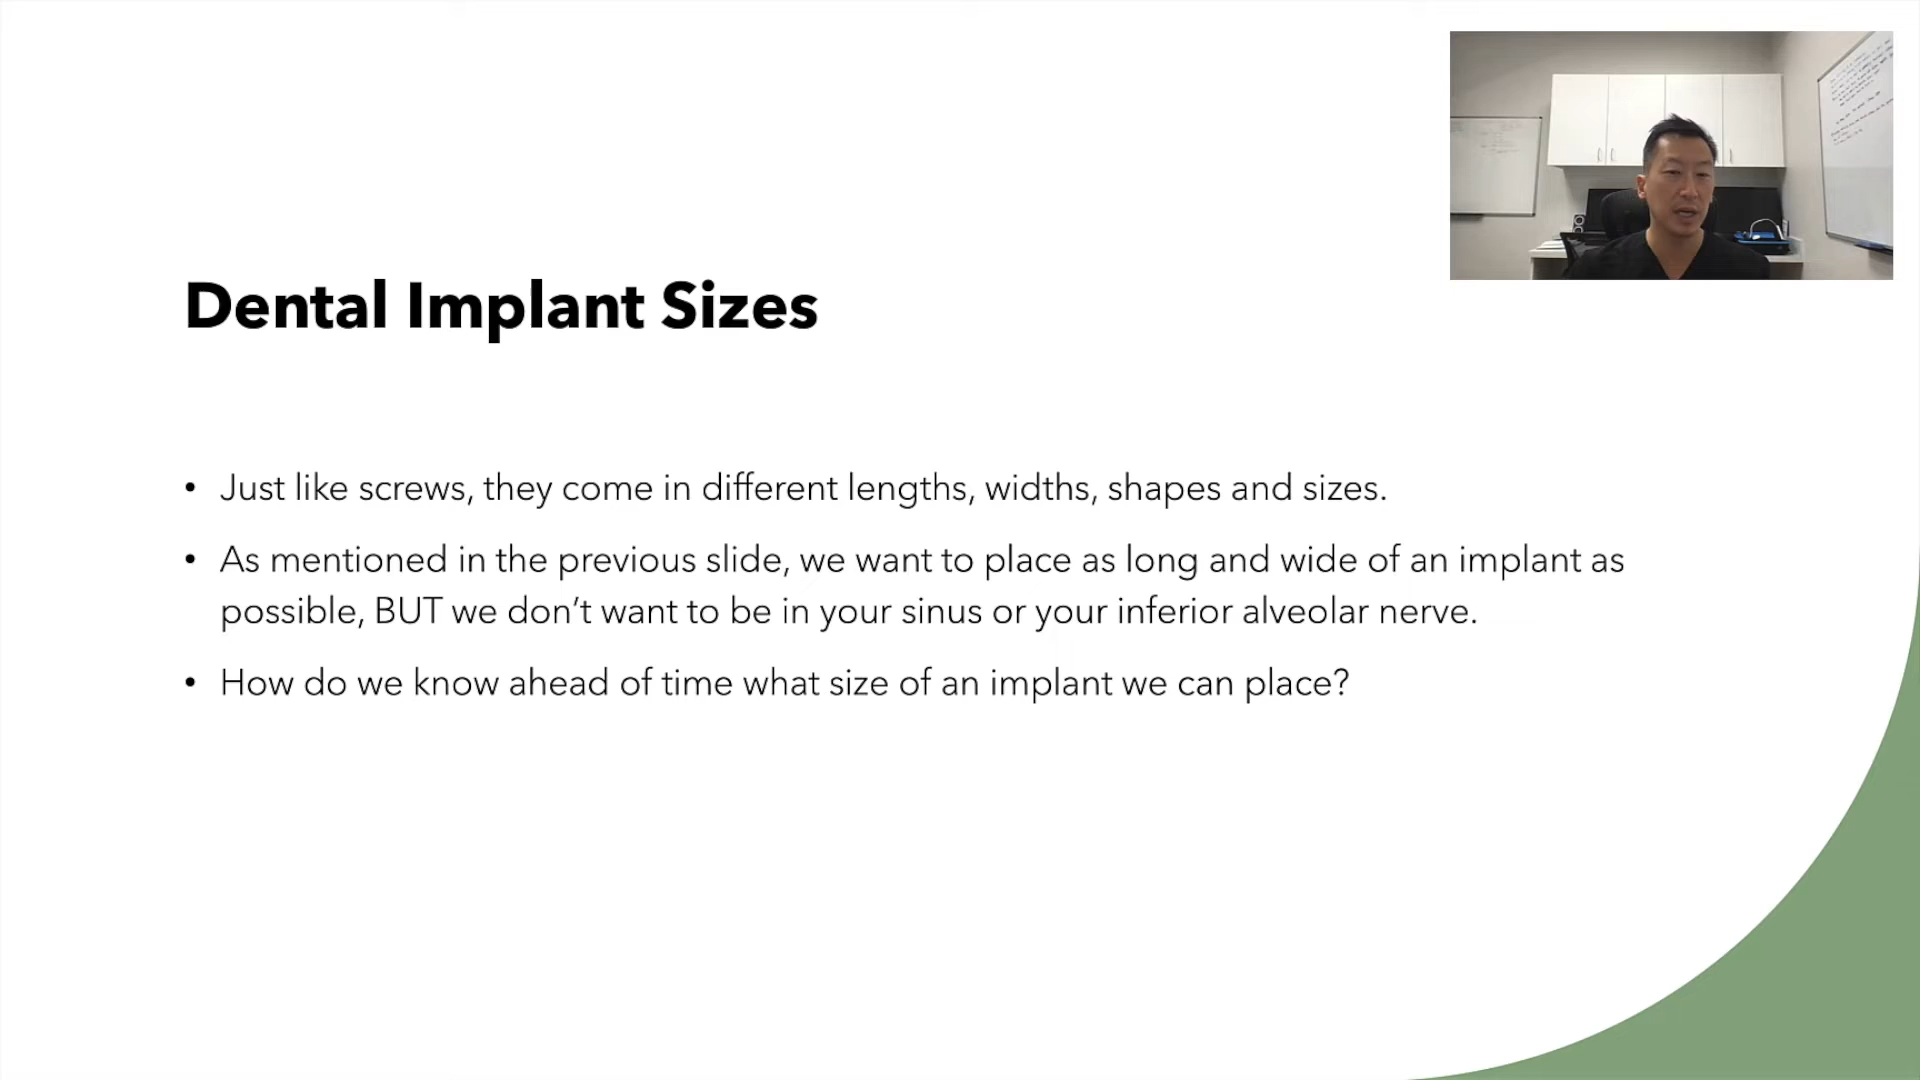 Dental Implant Sizes
• Just like screws, they come in different lengths, widths, shapes and sizes.
• As mentioned in the previous slide, we want to place as long and wide of an implant as
possible, BUT we don’t want to be in your sinus or your inferior alveolar nerve.
• How do we know ahead of time what size of an implant we can place?